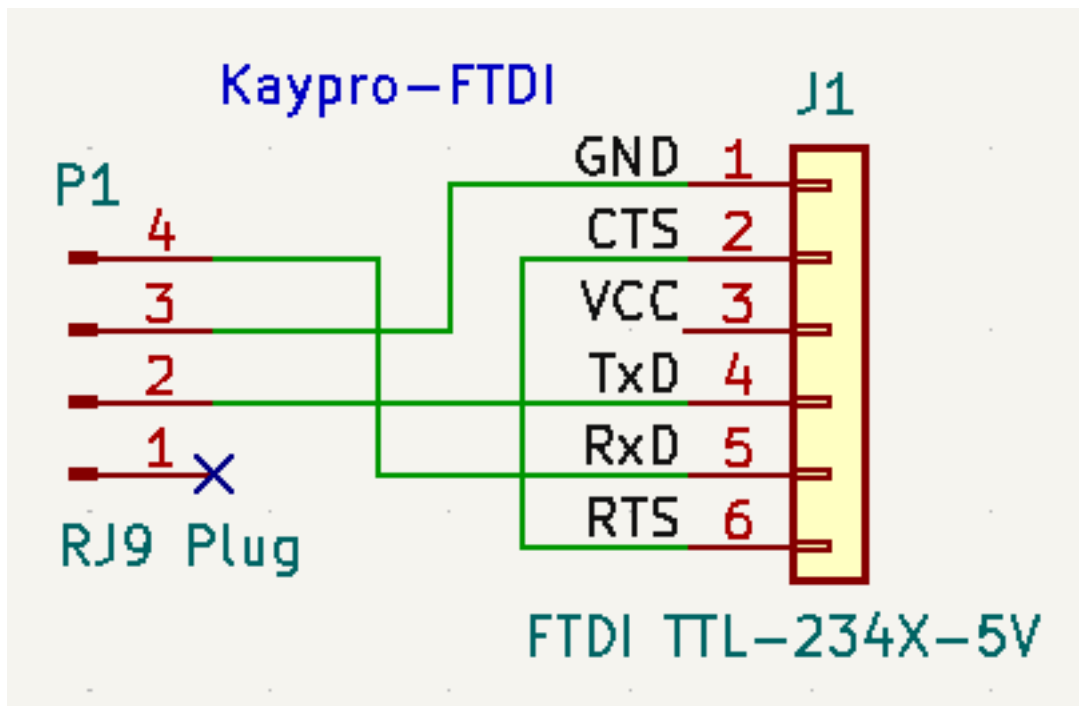 Kaypro-FTDI
J1
P1
GND 1
4
CTS 2
3
VCC 3
2
TxD 4
1
RxD 5
RTS 6
RJ9 Plug
FTDI TTL-234X-5V